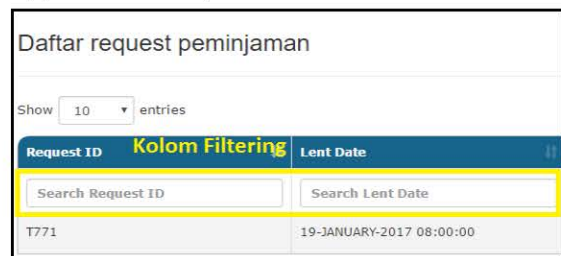 Daftar request peminjaman
Show 10 entries
Request ID Kolom Filtering Lent Date
Search Request ID Search Lent Date
T771 19-JANUARY-2017 08:00:00